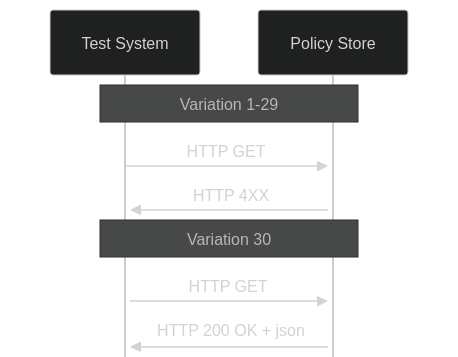 Test System
Policy Store
Variation 1-29
HTTP GET
HTTP 4XX
Variation 30
HTTP GET
HTTP 200 OK + json